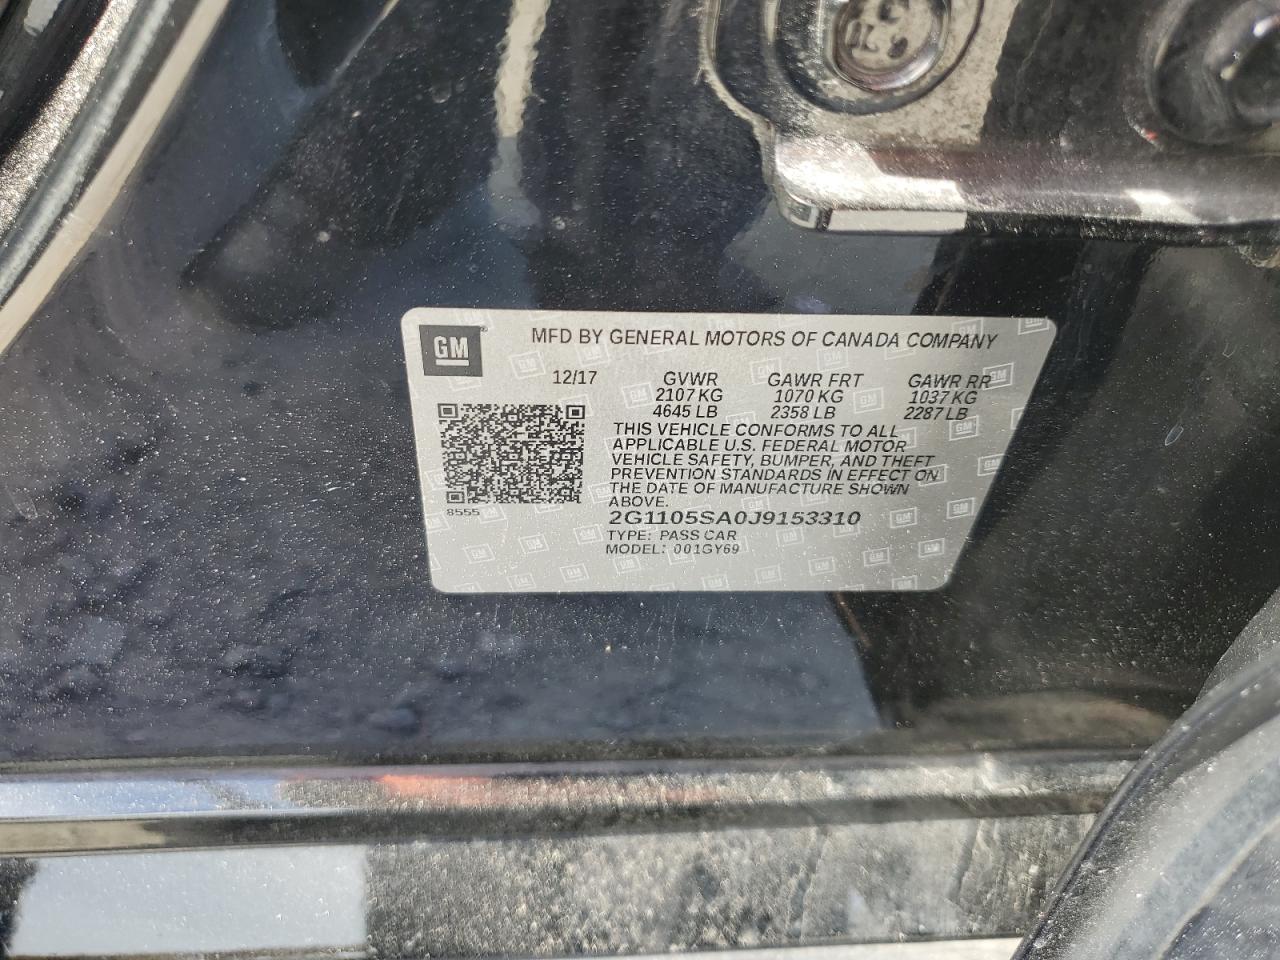 GM
MFD BY GENERAL MOTORS OF CANADA COMPANY
12/17 GVWR GAWR FRT GAWR RR
2107 KG 1070 KG 1037 KG
4645 LB 2358 LB 2287 LB
THIS VEHICLE CONFORMS TO ALL
APPLICABLE U.S. FEDERAL MOTOR
VEHICLE SAFETY, BUMPER, AND THEFT
PREVENTION STANDARDS IN EFFECT ON
THE DATE OF MANUFACTURE SHOWN
ABOVE.
8555
2G1105SA0J9153310
TYPE: PASS CAR
MODEL: 001GY69